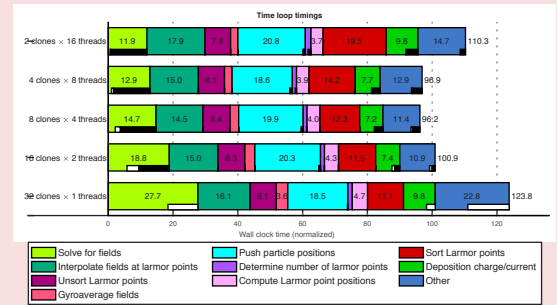 Time loop timings
2 clones × 16 threads 11.9 17.9 7.9 20.8 3.7 19.5 9.8 14.7 110.3
4 clones × 8 threads 12.9 15.0 8.1 18.6 3.9 14.2 7.7 12.9 96.9
8 clones × 4 threads 14.7 14.5 8.4 19.9 4.0 12.3 7.2 11.4 96.2
16 clones × 2 threads 18.8 15.0 8.3 20.3 4.3 11.5 7.4 10.9 100.9
32 clones × 1 threads 27.7 16.1 8.1 3.6 18.5 4.7 11.1 9.8 22.8 123.8
0 20 40 60 80 100 120
Wall clock time (normalized)
Solve for fields Push particle positions Sort Larmor points
Interpolate fields at larmor points Determine number of larmor points Deposition charge/current
Unsort Larmor points Compute Larmor point positions Other
Gyroaverage fields